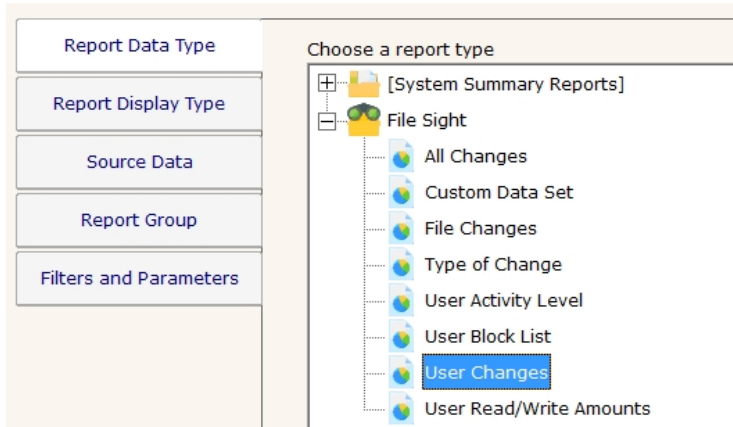 Report Data Type
Report Display Type
Source Data
Report Group
Filters and Parameters
Choose a report type
[System Summary Reports]
File Sight
All Changes
Custom Data Set
File Changes
Type of Change
User Activity Level
User Block List
User Changes
User Read/Write Amounts